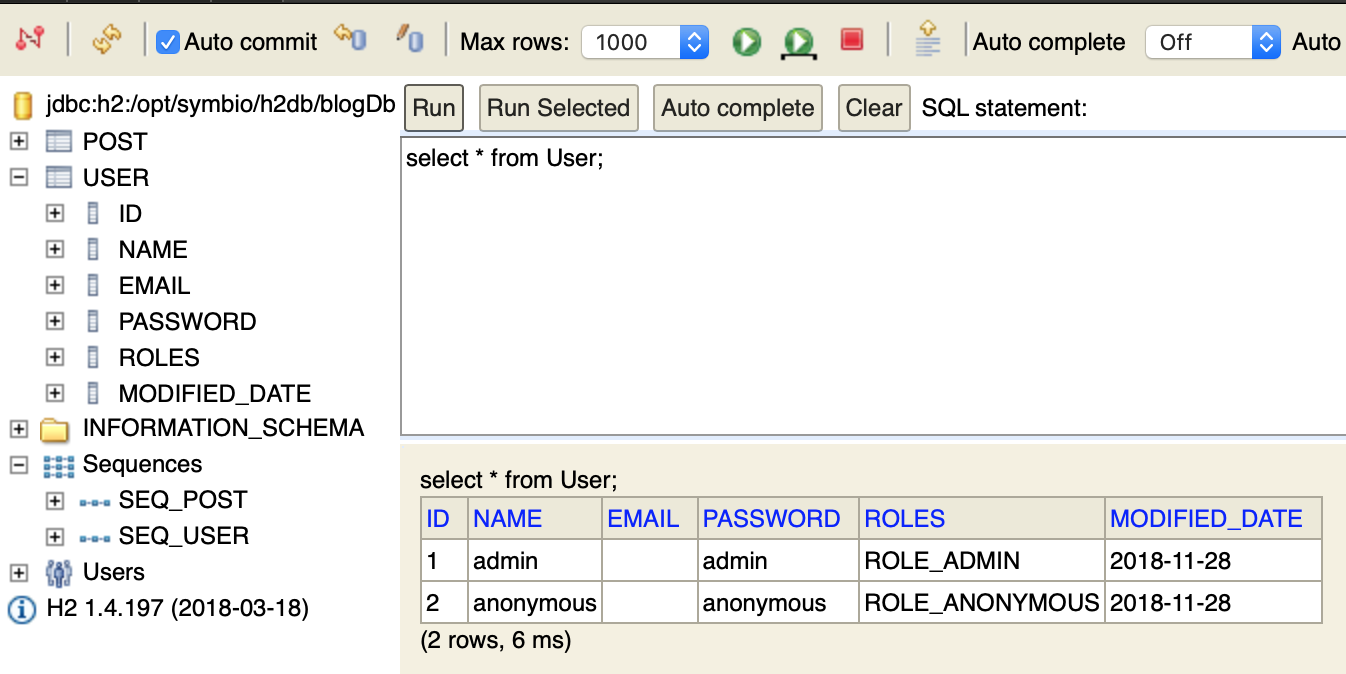 Auto commit Max rows: 1000 Auto complete Off Auto
jdbc:h2:/opt/symbio/h2db/blogDb
POST
USER
ID
NAME
EMAIL
PASSWORD
ROLES
MODIFIED_DATE
INFORMATION_SCHEMA
Sequences
SEQ_POST
SEQ_USER
Users
H2 1.4.197 (2018-03-18)
Run Run Selected Auto complete Clear SQL statement:
select * from User;
select * from User;
ID NAME EMAIL PASSWORD ROLES MODIFIED_DATE
1 admin admin ROLE_ADMIN 2018-11-28
2 anonymous anonymous ROLE_ANONYMOUS 2018-11-28
(2 rows, 6 ms)